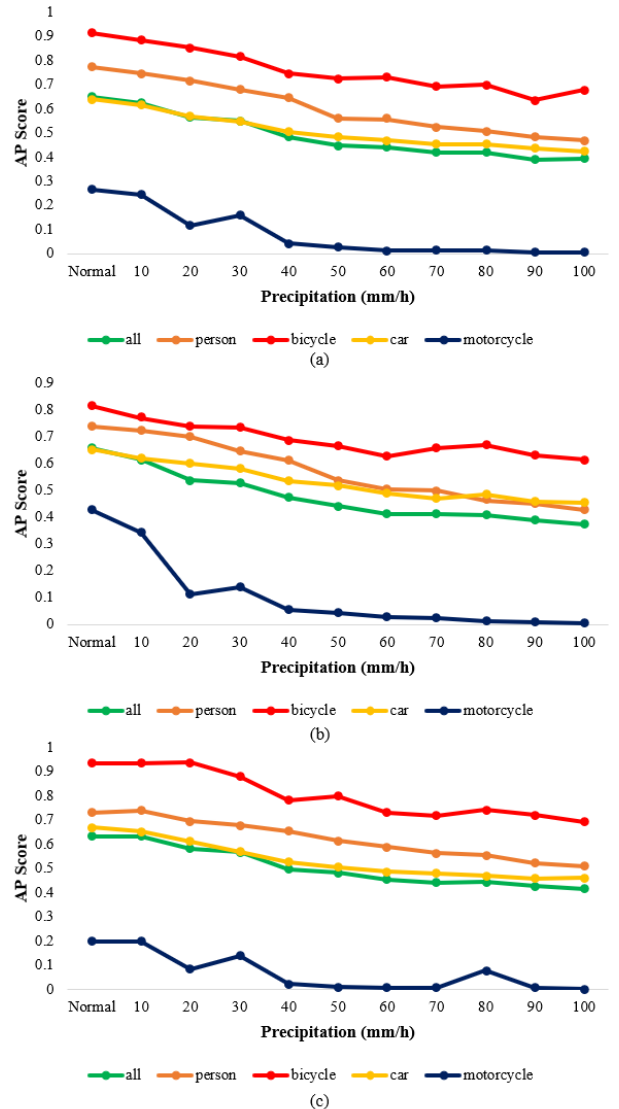 1
0.9
0.8
0.7
0.6
0.5
0.4
0.3
0.2
0.1
0
AP Score
Normal 10 20 30 40 50 60 70 80 90 100
Precipitation (mm/h)
all person bicycle car motorcycle
(a)
0.9
0.8
0.7
0.6
0.5
0.4
0.3
0.2
0.1
0
AP Score
Normal 10 20 30 40 50 60 70 80 90 100
Precipitation (mm/h)
all person bicycle car motorcycle
(b)
1
0.9
0.8
0.7
0.6
0.5
0.4
0.3
0.2
0.1
0
AP Score
Normal 10 20 30 40 50 60 70 80 90 100
Precipitation (mm/h)
all person bicycle car motorcycle
(c)